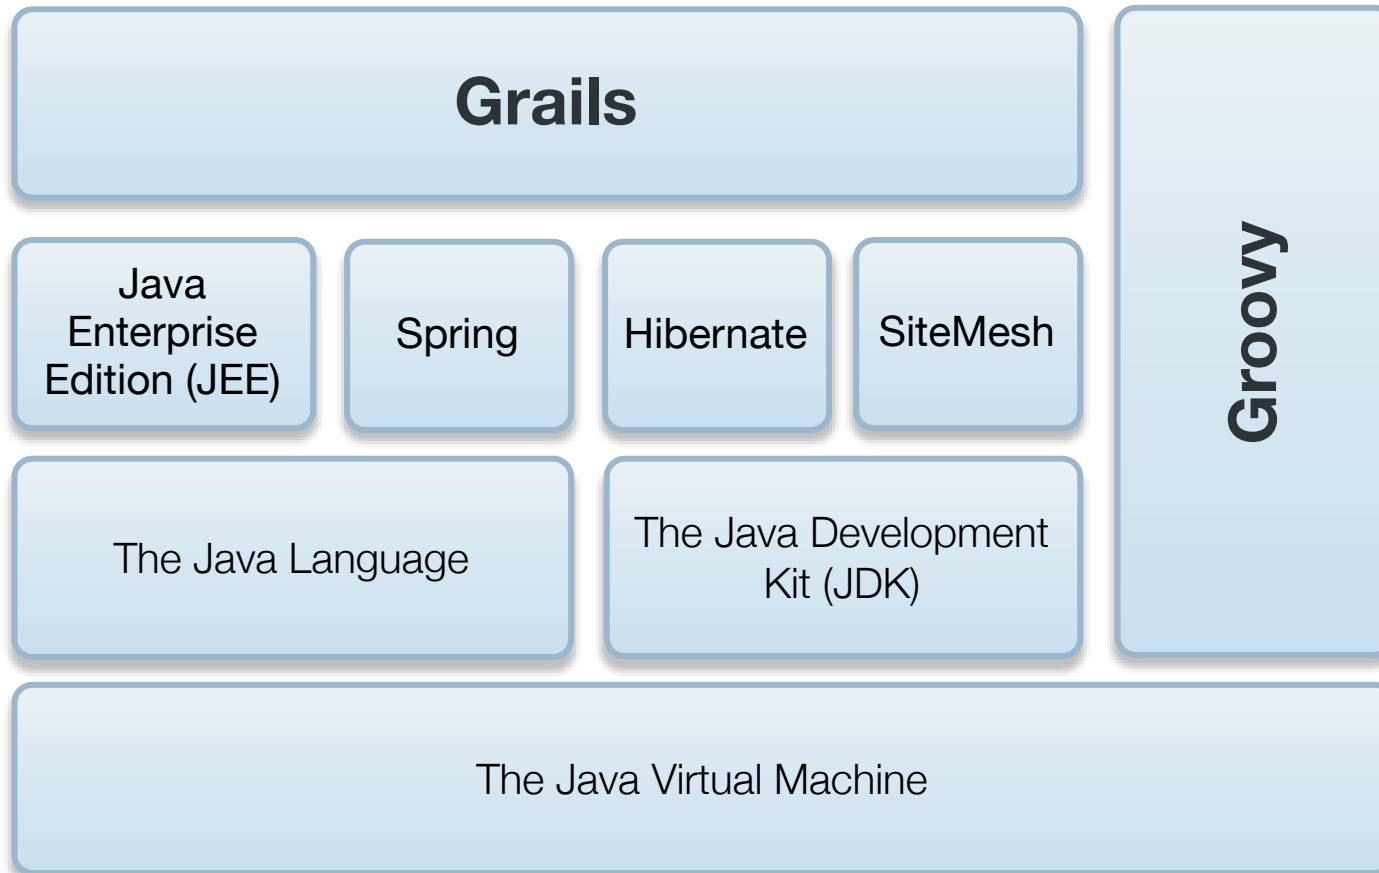 Grails
Java
Enterprise
Edition (JEE)
Spring
Hibernate
SiteMesh
Groovy
The Java Language
The Java Development
Kit (JDK)
The Java Virtual Machine